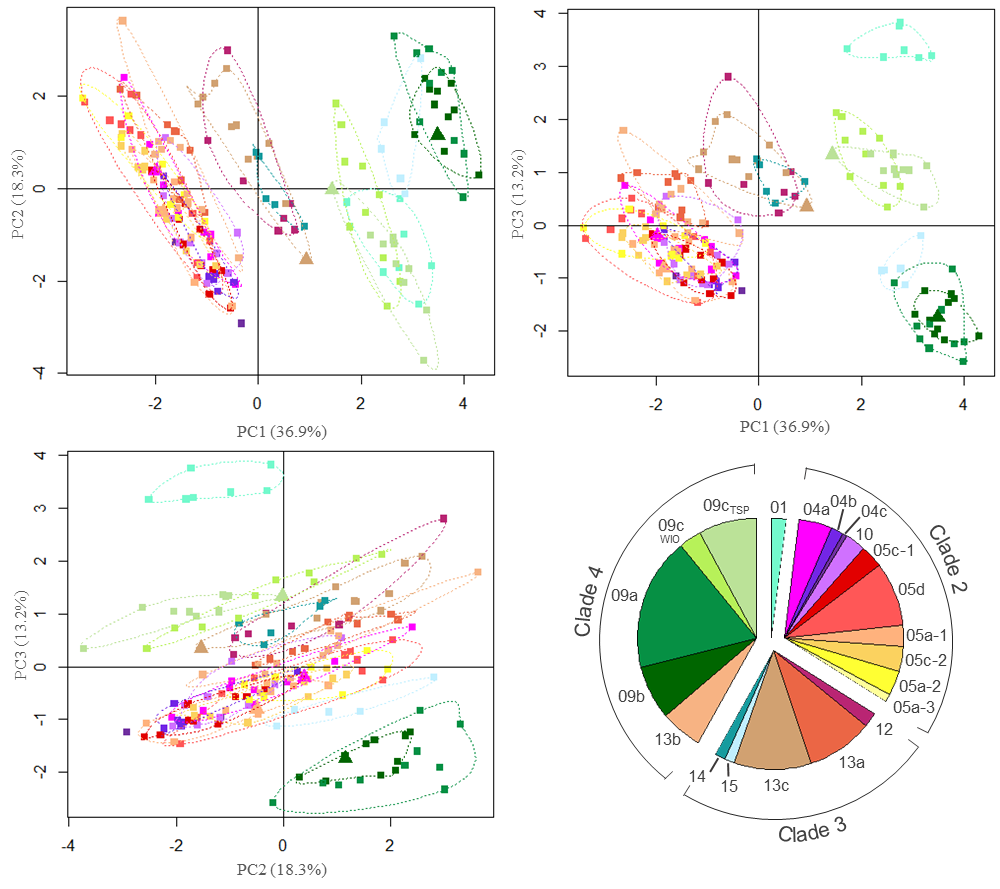 2
0
-2
-4
PC2 (18.3%)
-2
0
2
4
PC1 (36.9%)
4
3
2
1
0
-1
-2
PC3 (13.2%)
-2
0
2
4
PC1 (36.9%)
4
3
2
1
0
-1
-2
PC3 (13.2%)
-4
-2
0
2
PC2 (18.3%)
09cTSP
01
04a
04b
04c
10
05c-1
05d
05a-1
05c-2
05a-2
05a-3
12
13a
13c
15
14
13b
09b
09a
09c
WIO
Clade 2
Clade 3
Clade 4